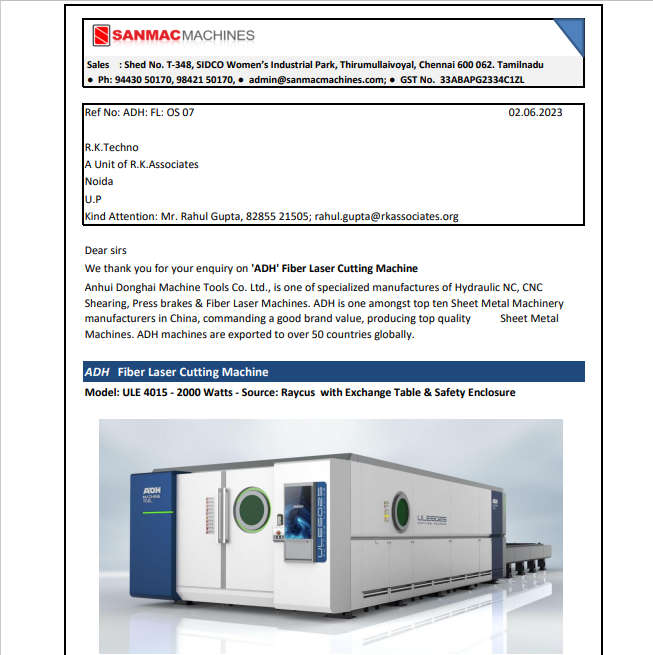 SANMACMACHINES
Sales : Shed No. T-348, SIDCO Women's Industrial Park, Thirumullaivoyal, Chennai 600 062. Tamilnadu
● Ph: 94430 50170, 98421 50170, ● admin@sanmacmachines.com; ● GST No. 33ABAPG2334C1ZL
Ref No: ADH: FL: OS 07 02.06.2023
R.K.Techno
A Unit of R.K.Associates
Noida
U.P
Kind Attention: Mr. Rahul Gupta, 82855 21505; rahul.gupta@rkassociates.org
Dear sirs
We thank you for your enquiry on 'ADH' Fiber Laser Cutting Machine
Anhui Donghai Machine Tools Co. Ltd., is one of specialized manufactures of Hydraulic NC, CNC
Shearing, Press brakes & Fiber Laser Machines. ADH is one amongst top ten Sheet Metal Machinery
manufacturers in China, commanding a good brand value, producing top quality Sheet Metal
Machines. ADH machines are exported to over 50 countries globally.
ADH Fiber Laser Cutting Machine
Model: ULE 4015 - 2000 Watts - Source: Raycus with Exchange Table & Safety Enclosure
ADH
MACHINE
TOOL
ULE6025
ULE6025